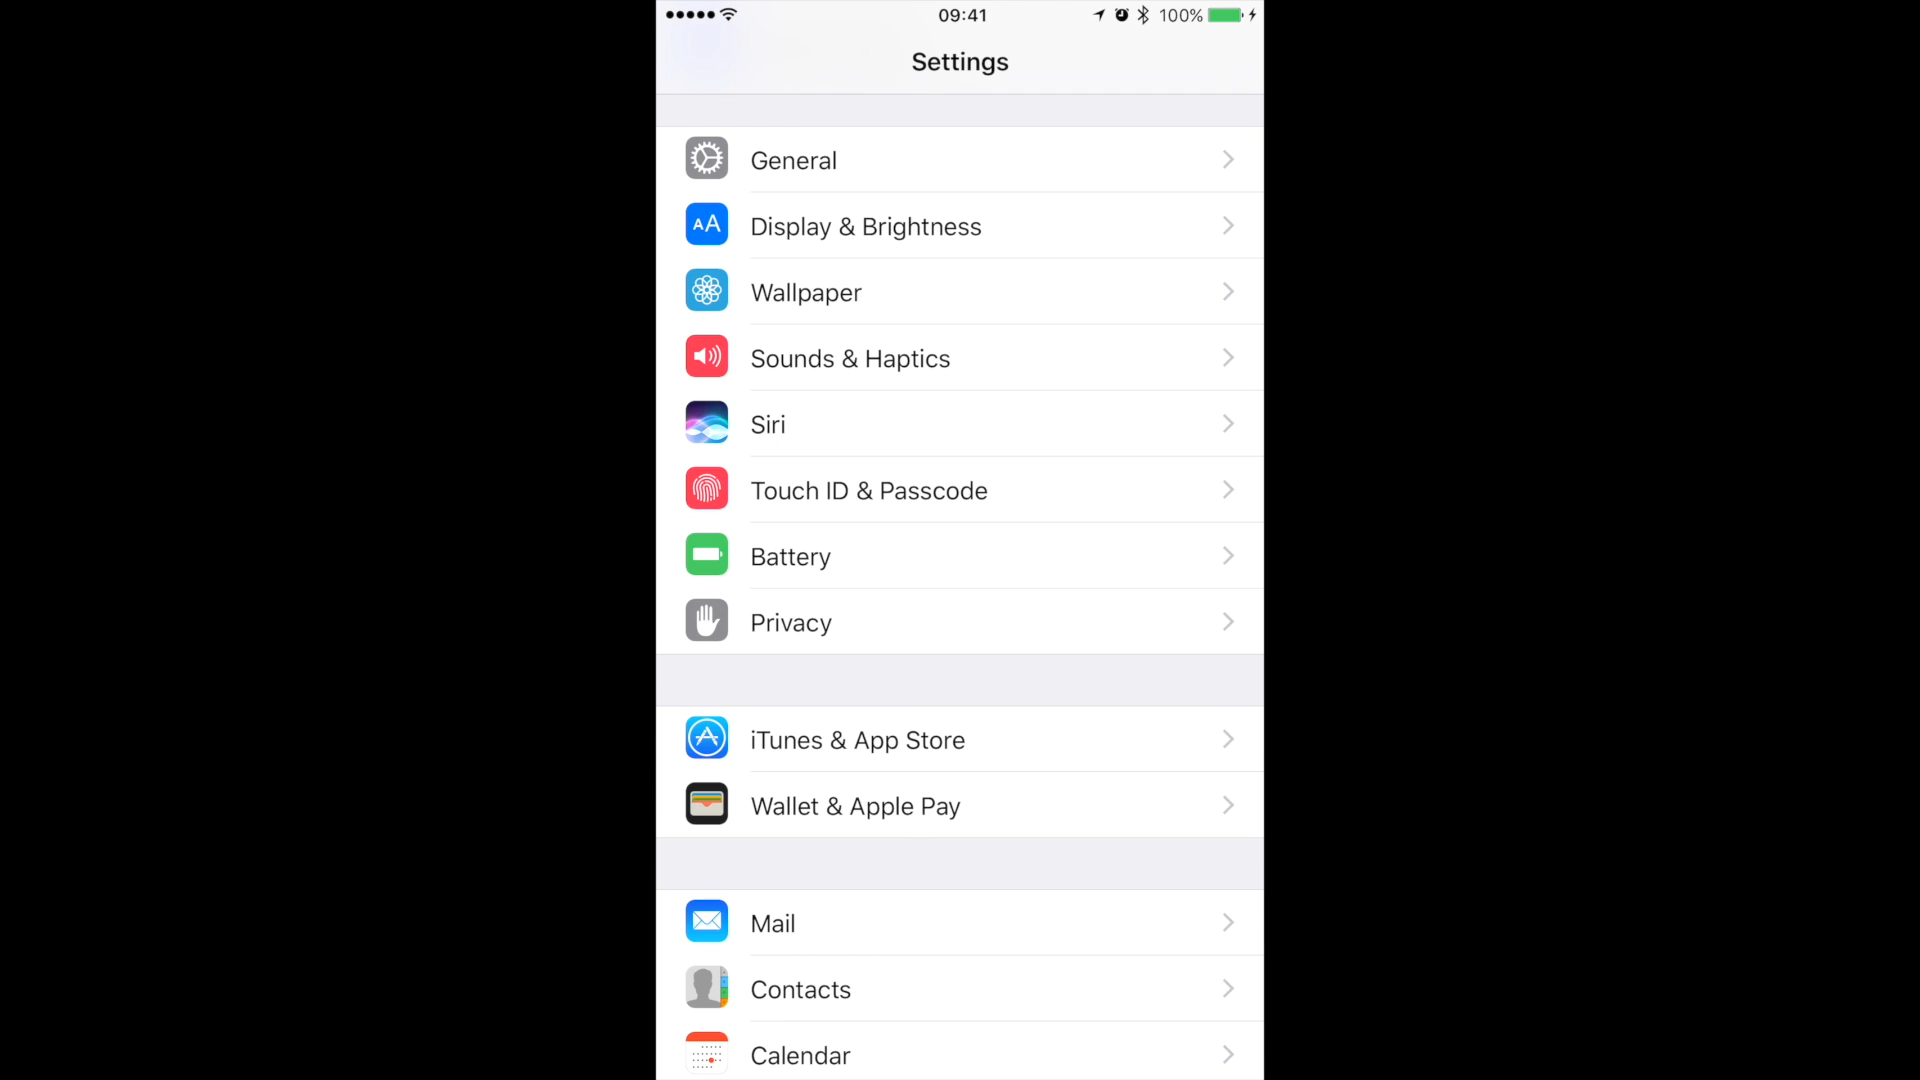 09:41 100%
Settings
General
AA Display & Brightness
Wallpaper
Sounds & Haptics
Siri
Touch ID & Passcode
Battery
Privacy
iTunes & App Store
Wallet & Apple Pay
Mail
Contacts
Calendar